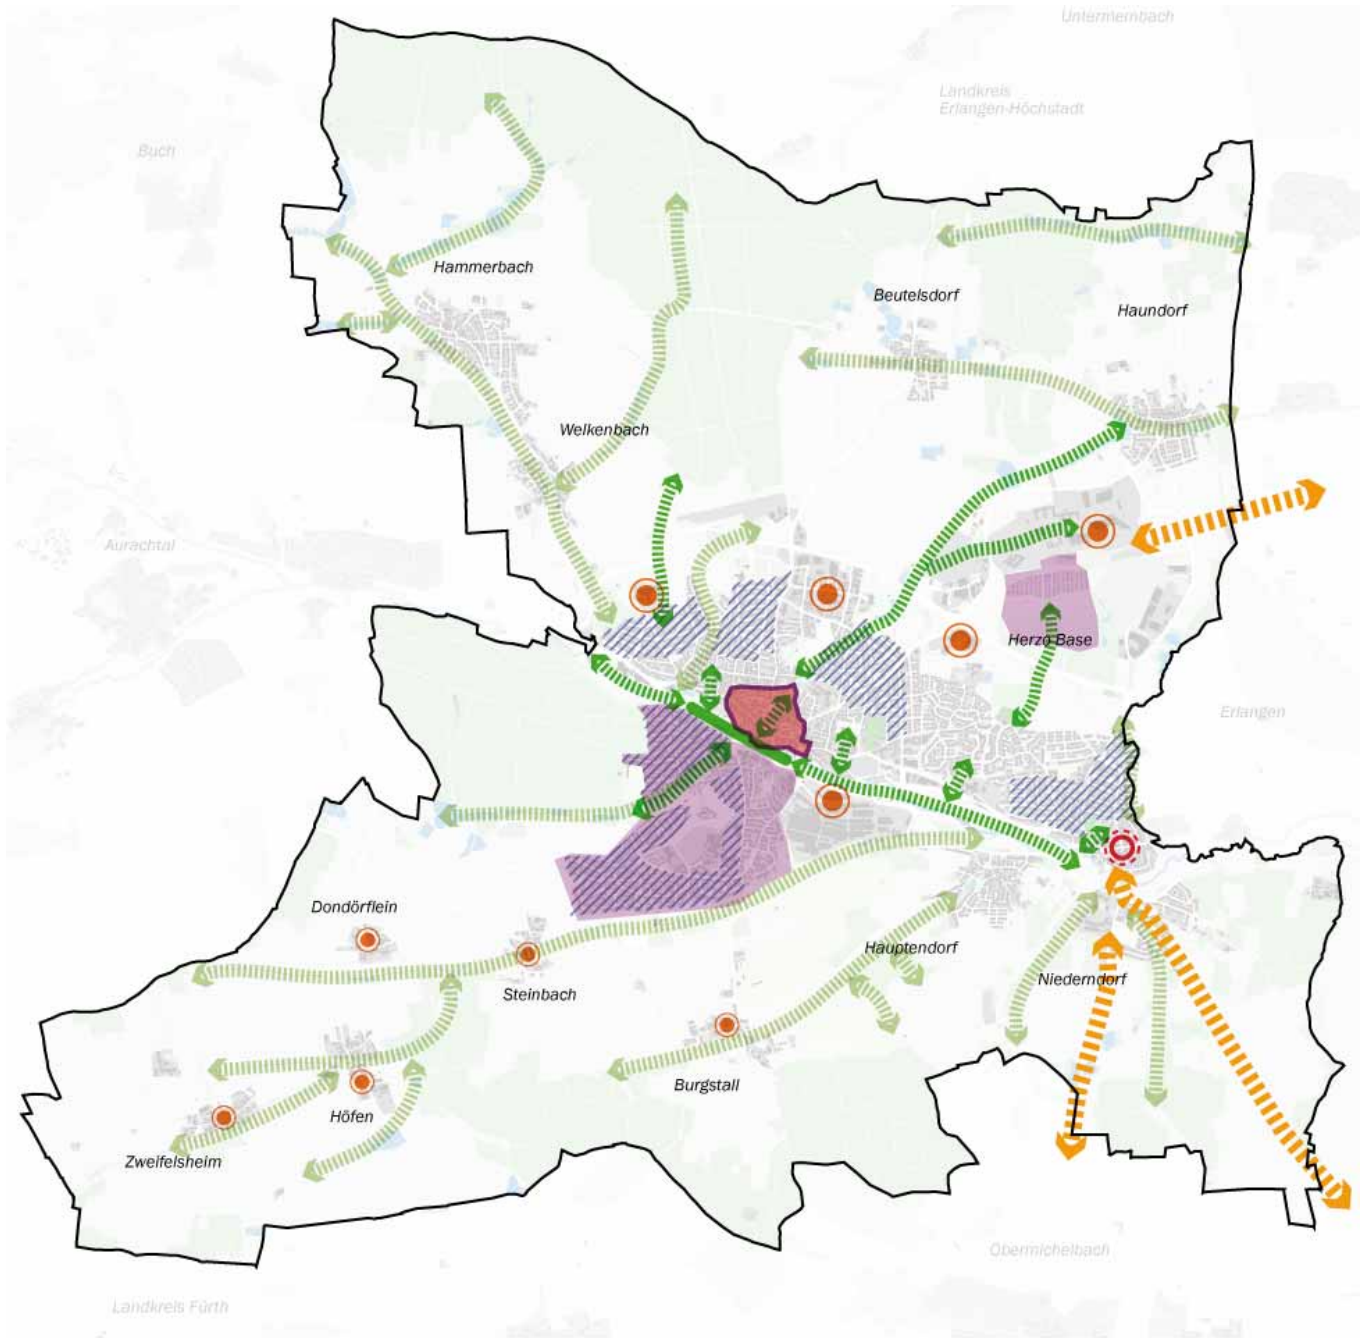 Untermembach
Landkreis
Erlangen-Höchstadt
Buch
Hammerbach
Beutelsdorf
Haundorf
Welkenbach
Aurachtal
Herzo Base
Erlangen
Dondörflein
Hauptendorf
Steinbach
Niederndorf
Burgstall
Höfen
Zweifelsheim
Obermichelbach
Landkreis Fürth